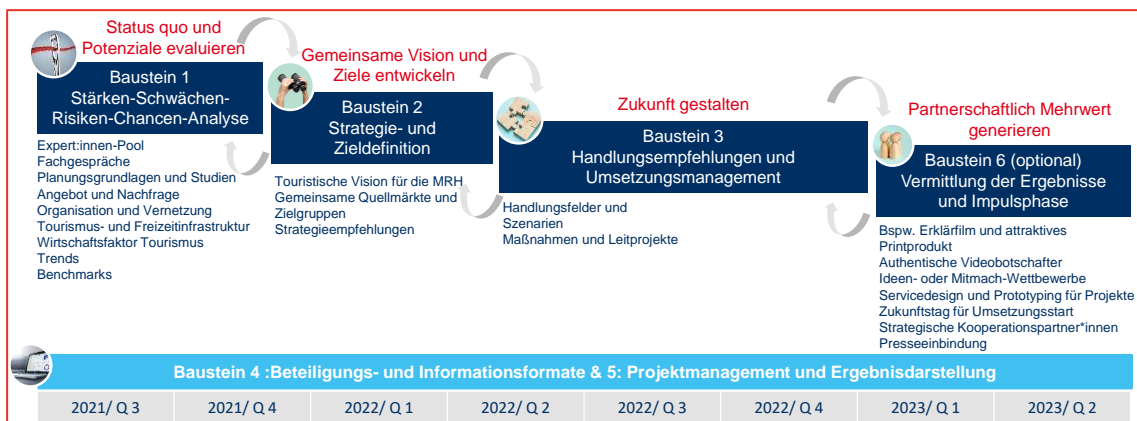 Status quo und
Potenziale evaluieren
Baustein 1
Stärken-Schwächen-
Risiken-Chancen-Analyse
Expert:innen-Pool
Fachgespräche
Planungsgrundlagen und Studien
Angebot und Nachfrage
Organisation und Vernetzung
Tourismus- und Freizeitinfrastruktur
Wirtschaftsfaktor Tourismus
Trends
Benchmarks
Gemeinsame Vision und
Ziele entwickeln
Baustein 2
Strategie- und
Zieldefinition
Touristische Vision für die MRH
Gemeinsame Quellmärkte und
Zielgruppen
Strategieempfehlungen
Zukunft gestalten
Baustein 3
Handlungsempfehlungen und
Umsetzungsmanagement
Handlungsfelder und
Szenarien
Maßnahmen und Leitprojekte
Partnerschaftlich Mehrwert
generieren
Baustein 6 (optional)
Vermittlung der Ergebnisse
und Impulsphase
Bspw. Erklärfilm und attraktives
Printprodukt
Authentische Videobotschafter
Ideen- oder Mitmach-Wettbewerbe
Servicedesign und Prototyping für Projekte
Zukunftstag für Umsetzungsstart
Strategische Kooperationspartner*innen
Presseeinbindung
Baustein 4 :Beteiligungs- und Informationsformate & 5: Projektmanagement und Ergebnisdarstellung
2021/ Q 3 2021/ Q 4 2022/ Q 1 2022/ Q 2 2022/ Q 3 2022/ Q 4 2023/ Q 1 2023/ Q 2